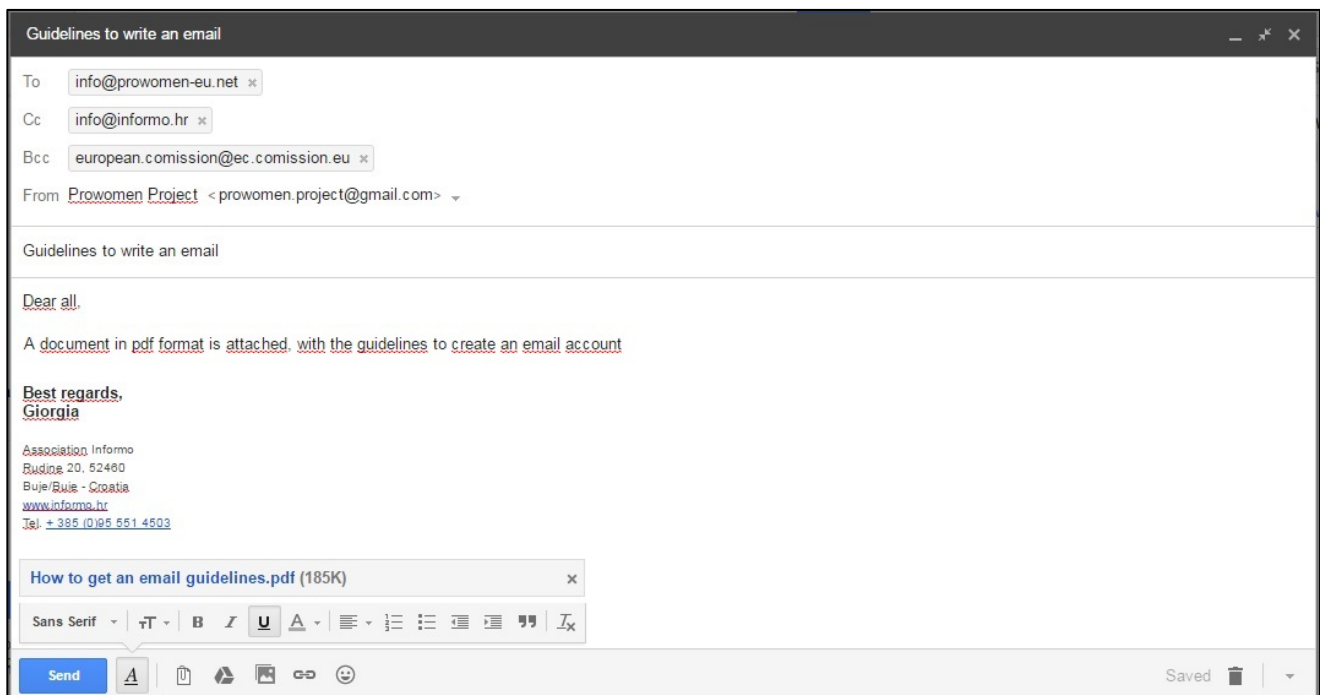 Guidelines to write an email
To info@prowomen-eu.net
Cc info@informo.hr
Bcc european.comission@ec.comission.eu
From Prowomen Project <prowomen.project@gmail.com>
Guidelines to write an email
Dear all,
A document in pdf format is attached, with the guidelines to create an email account
Best regards,
Giorgia
Association Informo
Rudine 20, 52460
Buje/Buie - Croatia
www.informo.hr
Tel. + 385 (0)95 551 4503
How to get an email guidelines.pdf (185K)
Sans Serif TT B I U A Tx
Send A Saved